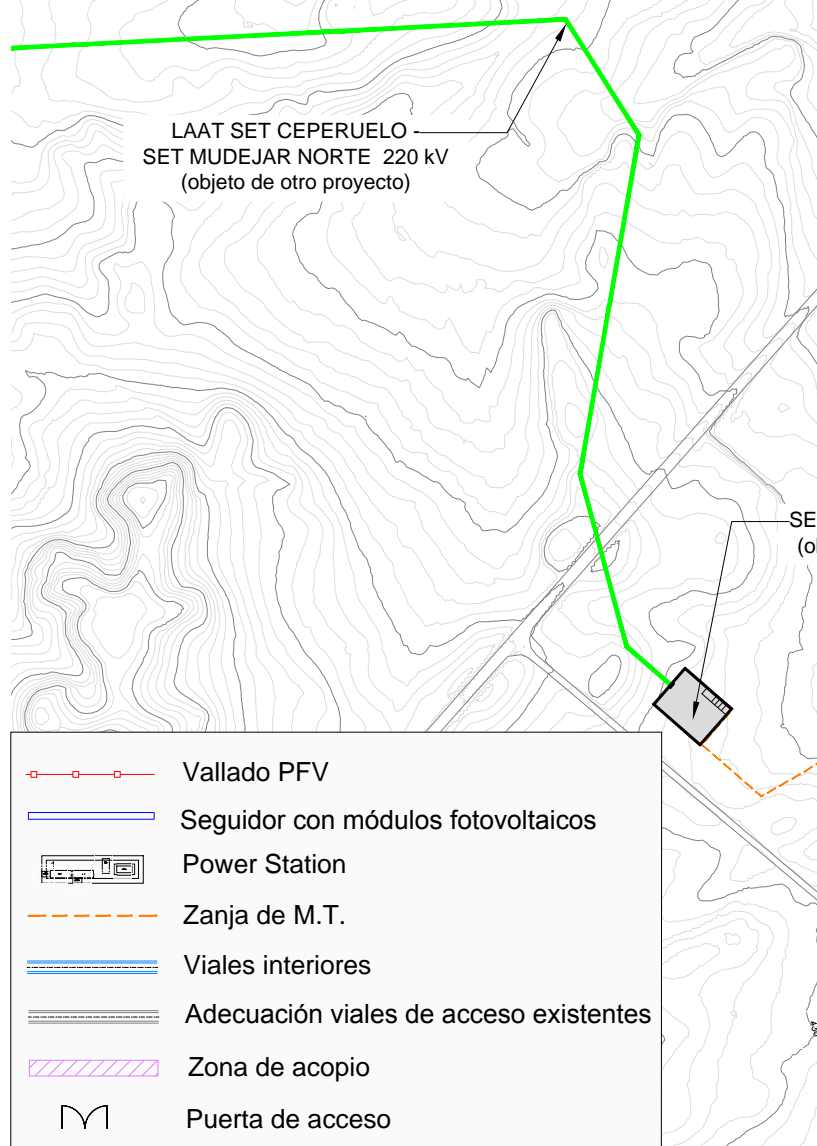 LAAT SET CEPERUELO -
SET MUDEJAR NORTE 220 kV
(objeto de otro proyecto)
Vallado PFV
Seguidor con módulos fotovoltaicos
Power Station
Zanja de M.T.
Viales interiores
Adecuación viales de acceso existentes
Zona de acopio
Puerta de acceso